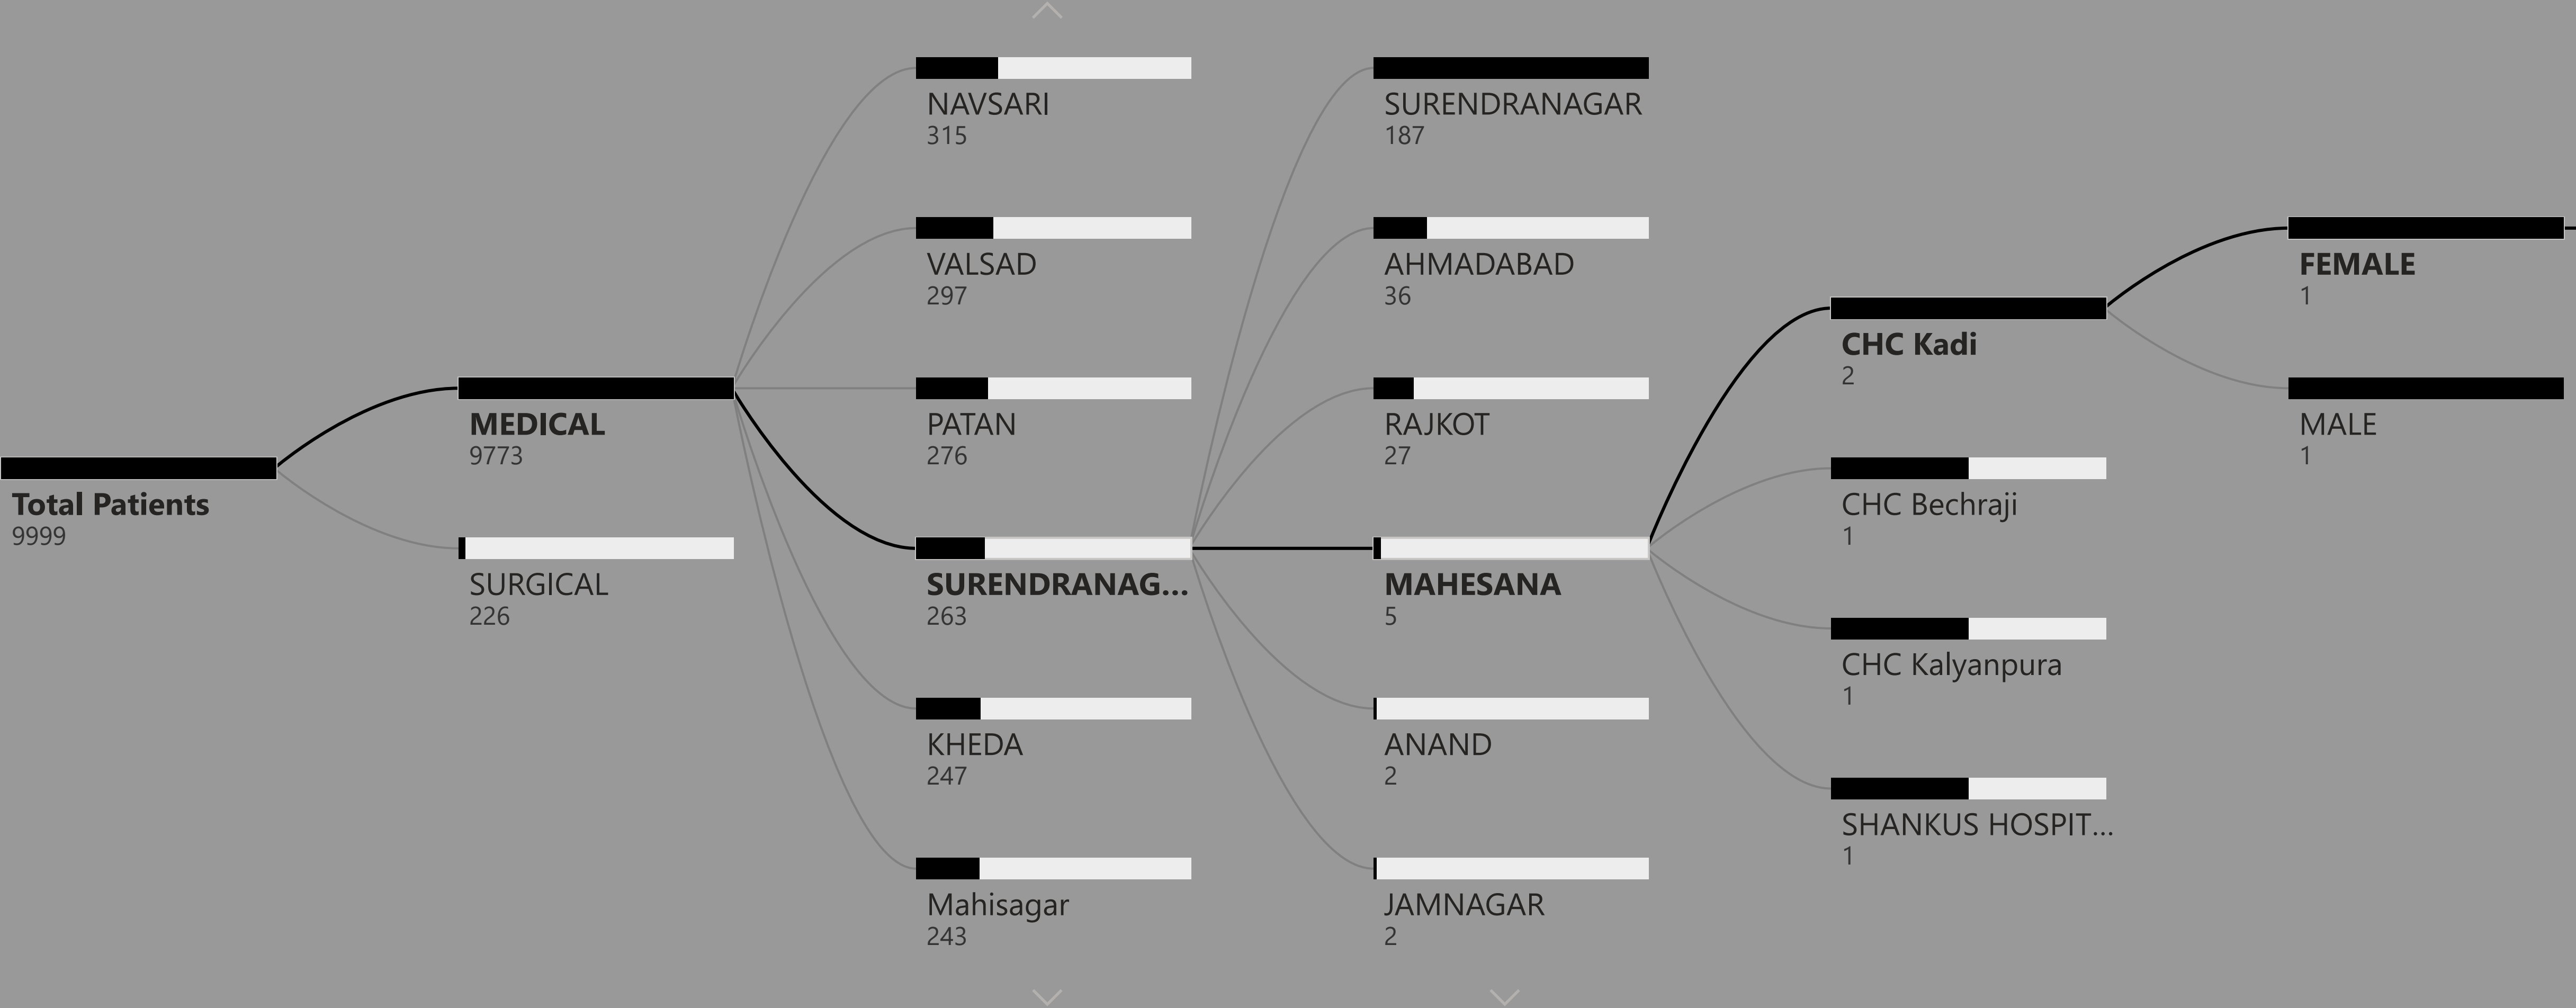 Total Patients
9999
MEDICAL
9773
SURGICAL
226
NAVSARI
315
VALSAD
297
PATAN
276
SURENDRANAG...
263
KHEDA
247
Mahisagar
243
SURENDRANAGAR
187
AHMADABAD
36
RAJKOT
27
MAHESANA
5
ANAND
2
JAMNAGAR
2
CHC Kadi
2
CHC Bechraji
1
CHC Kalyanpura
1
SHANKUS HOSPIT...
1
FEMALE
1
MALE
1